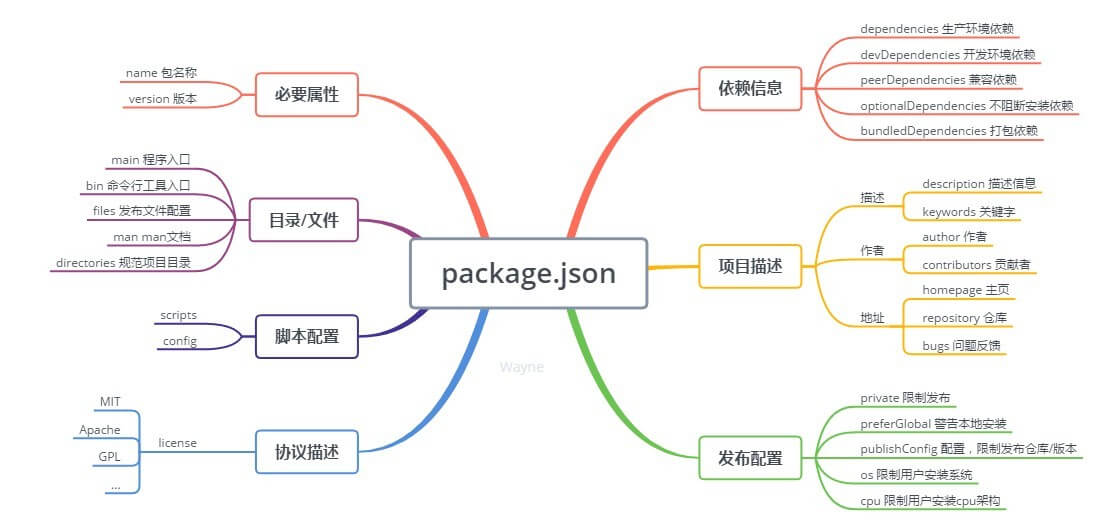 package.json
必要属性
name 包名称
version 版本
目录/文件
main 程序入口
bin 命令行工具入口
files 发布文件配置
man man文档
directories 规范项目目录
脚本配置
scripts
config
协议描述
license
MIT
Apache
GPL
...
依赖信息
dependencies 生产环境依赖
devDependencies 开发环境依赖
peerDependencies 兼容依赖
optionalDependencies 不阻断安装依赖
bundledDependencies 打包依赖
项目描述
描述
description 描述信息
keywords 关键字
作者
author 作者
contributors 贡献者
地址
homepage 主页
repository 仓库
bugs 问题反馈
发布配置
private 限制发布
preferGlobal 警告本地安装
publishConfig 配置，限制发布仓库/版本
os 限制用户安装系统
cpu 限制用户安装cpu架构
Wayne